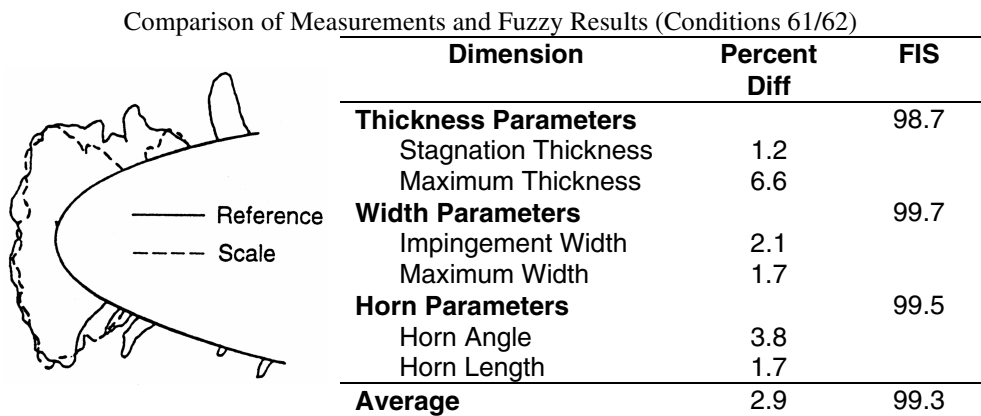 Comparison of Measurements and Fuzzy Results (Conditions 61/62)
Reference
Scale
Dimension Percent Diff FIS
Thickness Parameters 98.7
Stagnation Thickness 1.2
Maximum Thickness 6.6
Width Parameters 99.7
Impingement Width 2.1
Maximum Width 1.7
Horn Parameters 99.5
Horn Angle 3.8
Horn Length 1.7
Average 2.9 99.3